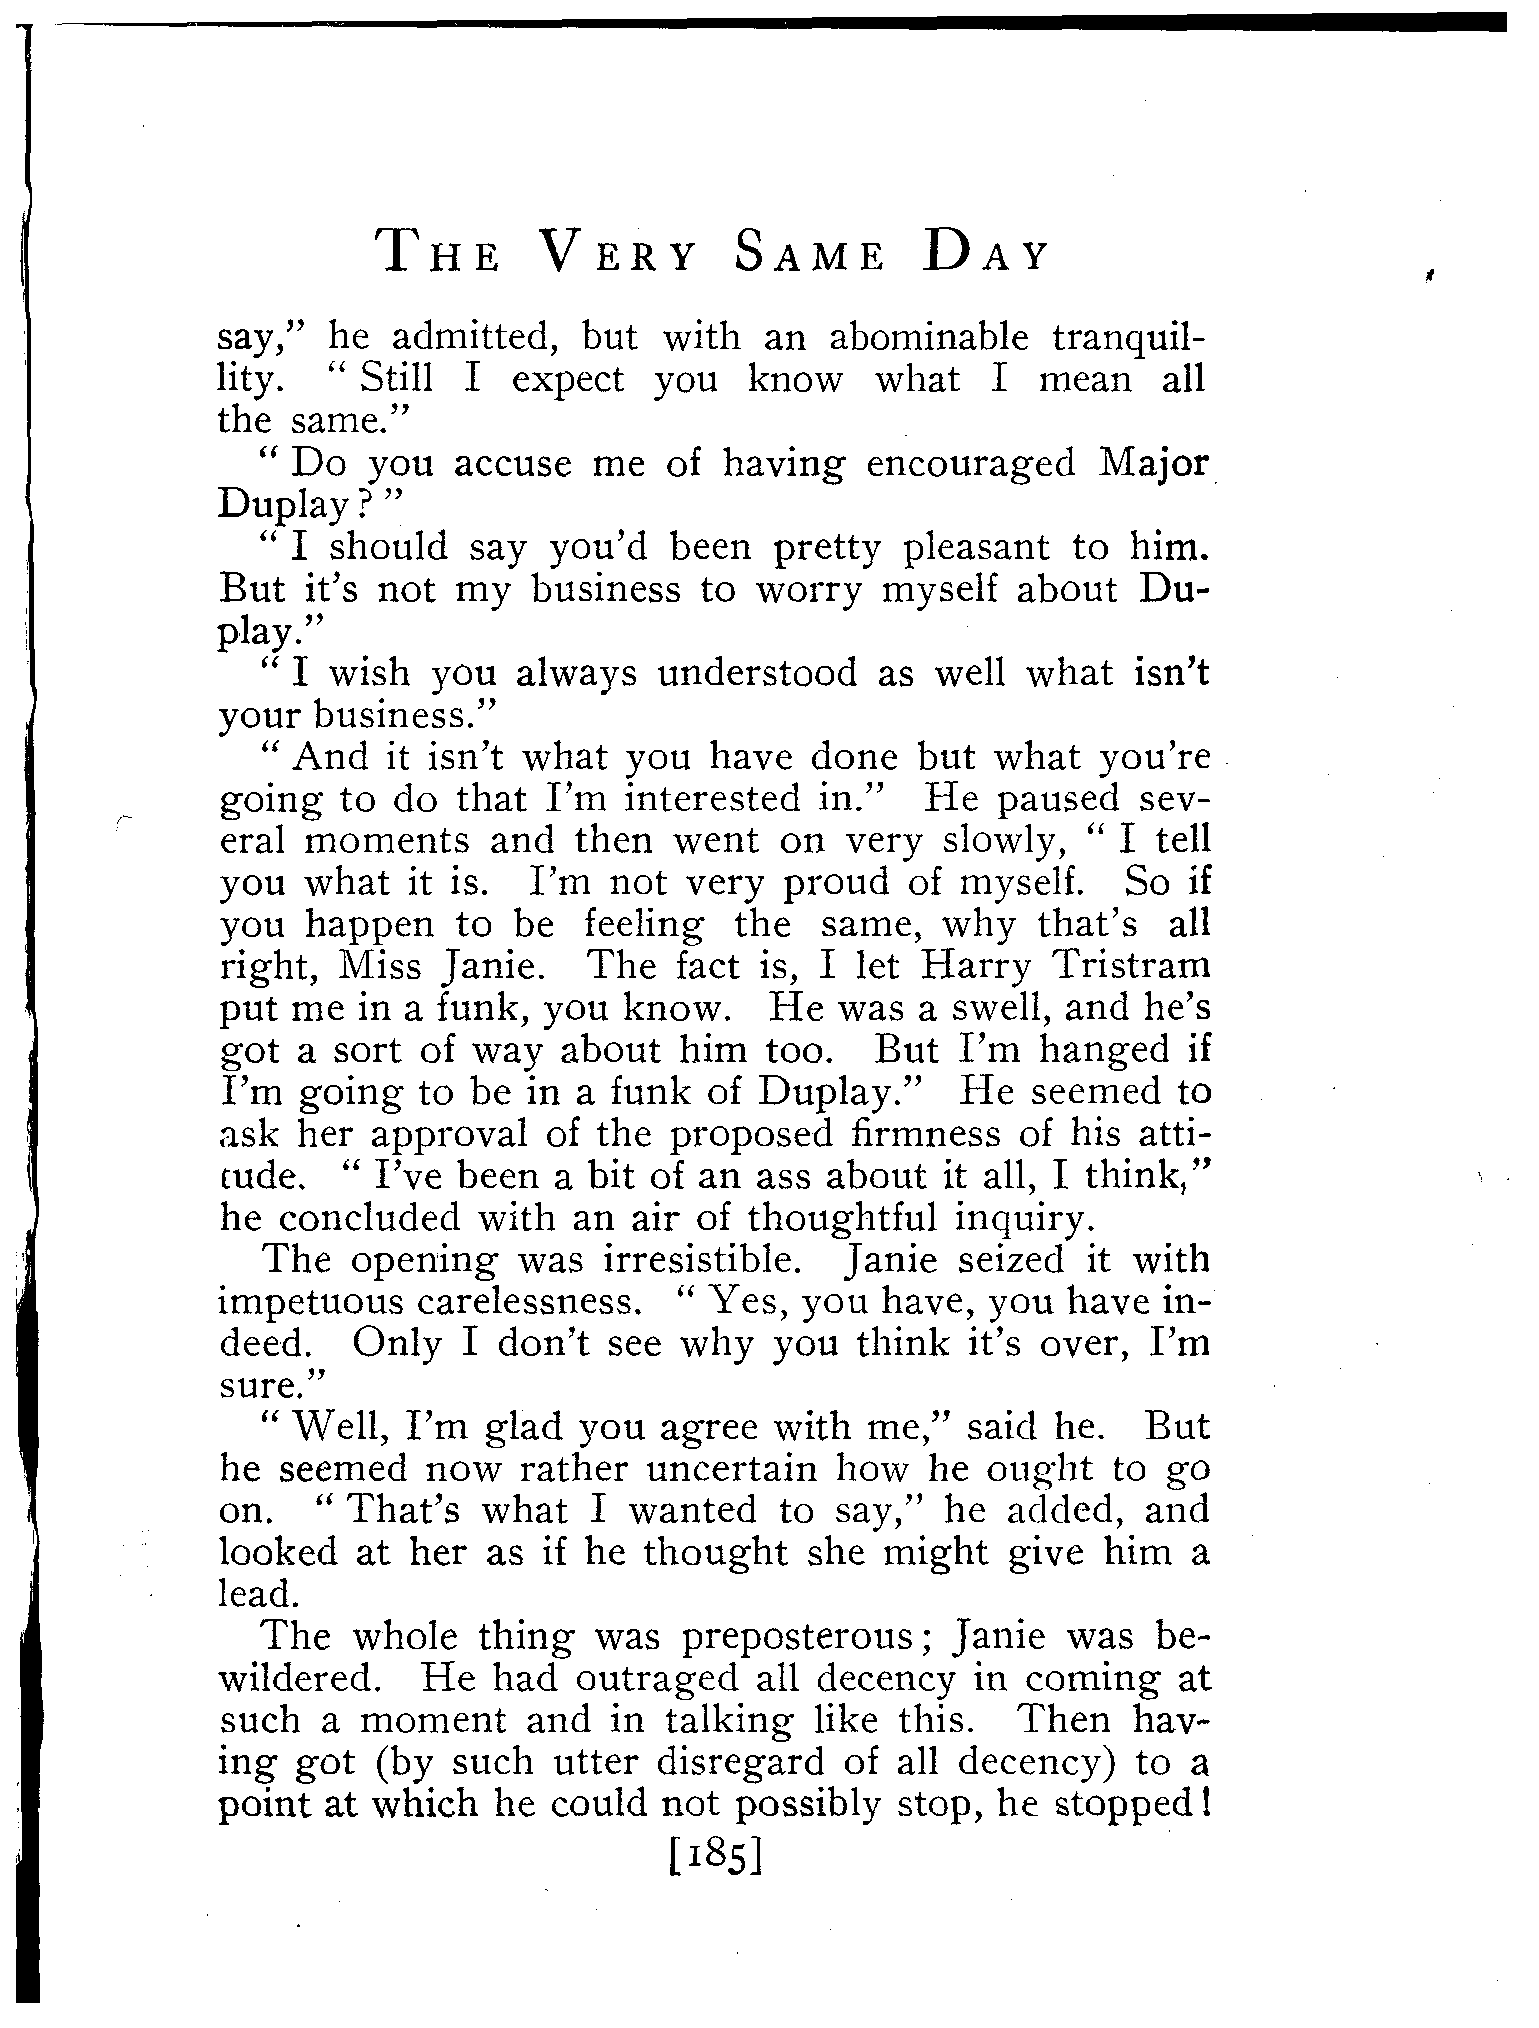 The Very Same Day
say,” he admitted, but with an abominable tranquil-
lity. “ Still I expect you know what I mean all
the same.”
“ Do you accuse me of having encouraged Major
Duplay ? ”
“ I should say you’d been pretty pleasant to him.
But it’s not my business to worry myself about Du-
play.”
“ I wish you always understood as well what isn’t
your business.”
“ And it isn’t what you have done but what you’re
going to do that I’m interested in.” He paused sev-
eral moments and then went on very slowly, “ I tell
you what it is. I’m not very proud of myself. So if
you happen to be feeling the same, why that’s all
right, Miss Janie. The fact is, I let Harry Tristram
put me in a funk, you know. He was a swell, and he’s
got a sort of way about him too. But I’m hanged if
I’m going to be in a funk of Duplay.” He seemed to
ask her approval of the proposed firmness of his atti-
tude. “ I’ve been a bit of an ass about it all, I think,”
he concluded with an air of thoughtful inquiry.
The opening was irresistible. Janie seized it with
impetuous carelessness. “ Yes, you have, you have in-
deed. Only I don’t see why you think it’s over, I’m
sure.”
“ Well, I’m glad you agree with me,” said he. But
he seemed now rather uncertain how he ought to go
on. “ That’s what I wanted to say,” he added, and
looked at her as if he thought she might give him a
lead.
The whole thing was preposterous ; Janie was be-
wildered. He had outraged all decency in coming at
such a moment and in talking like this. Then hav-
ing got (by such utter disregard of all decency) to a
point at which he could not possibly stop, he stopped !
[185]